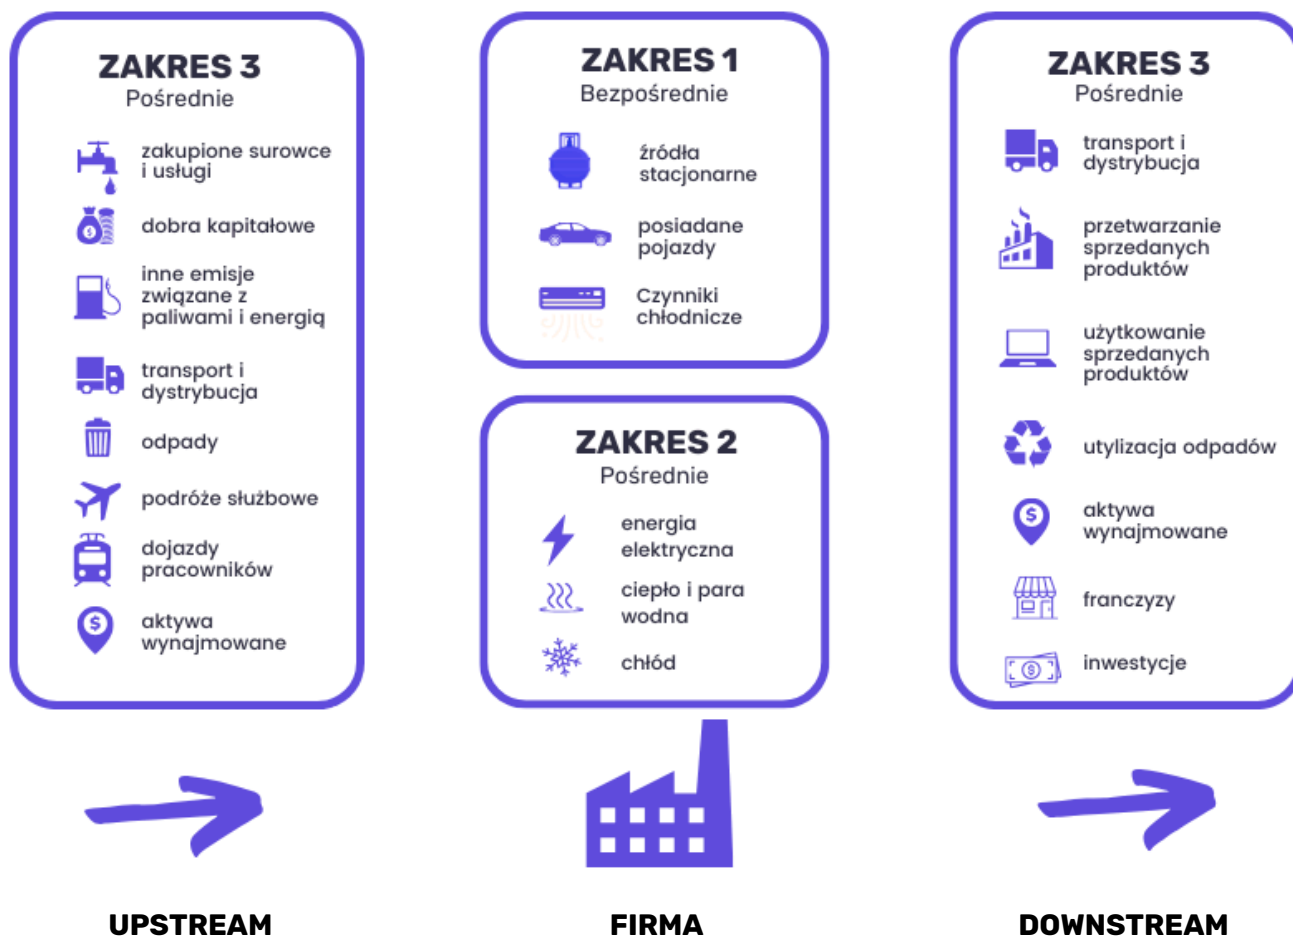 ZAKRES 3
Pośrednie
zakupione surowce
i usługi
dobra kapitałowe
inne emisje
związane z
paliwami i energią
transport i
dystrybucja
odpady
podróże służbowe
dojazdy
pracowników
aktywa
wynajmowane
ZAKRES 1
Bezpośrednie
źródła
stacjonarne
posiadane
pojazdy
Czynniki
chłodnicze
ZAKRES 2
Pośrednie
energia
elektryczna
ciepło i para
wodna
chłód
ZAKRES 3
Pośrednie
transport i
dystrybucja
przetwarzanie
sprzedanych
produktów
użytkowanie
sprzedanych
produktów
utylizacja odpadów
aktywa
wynajmowane
franczyzy
inwestycje
UPSTREAM
FIRMA
DOWNSTREAM